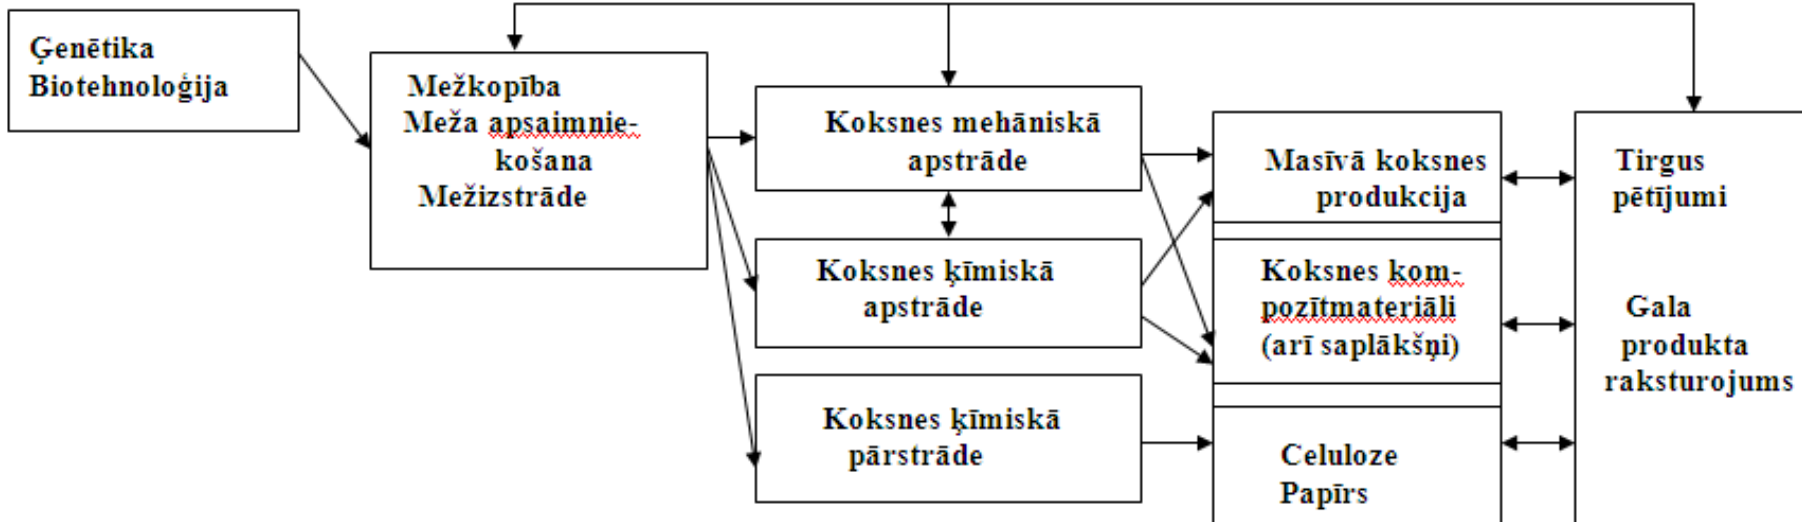 Ģenētika
Biotehnoloģija
Mežkopība
Meža apsaimnie-
košana
Mežizstrāde
Koksnes mehāniskā
apstrāde
Koksnes ķīmiskā
apstrāde
Koksnes ķīmiskā
pārstrāde
Masīvā koksnes
produkcija
Koksnes kom-
pozītmateriāli
(arī saplākšņi)
Celuloze
Papīrs
Tirgus
pētījumi
Gala
produkta
raksturojums